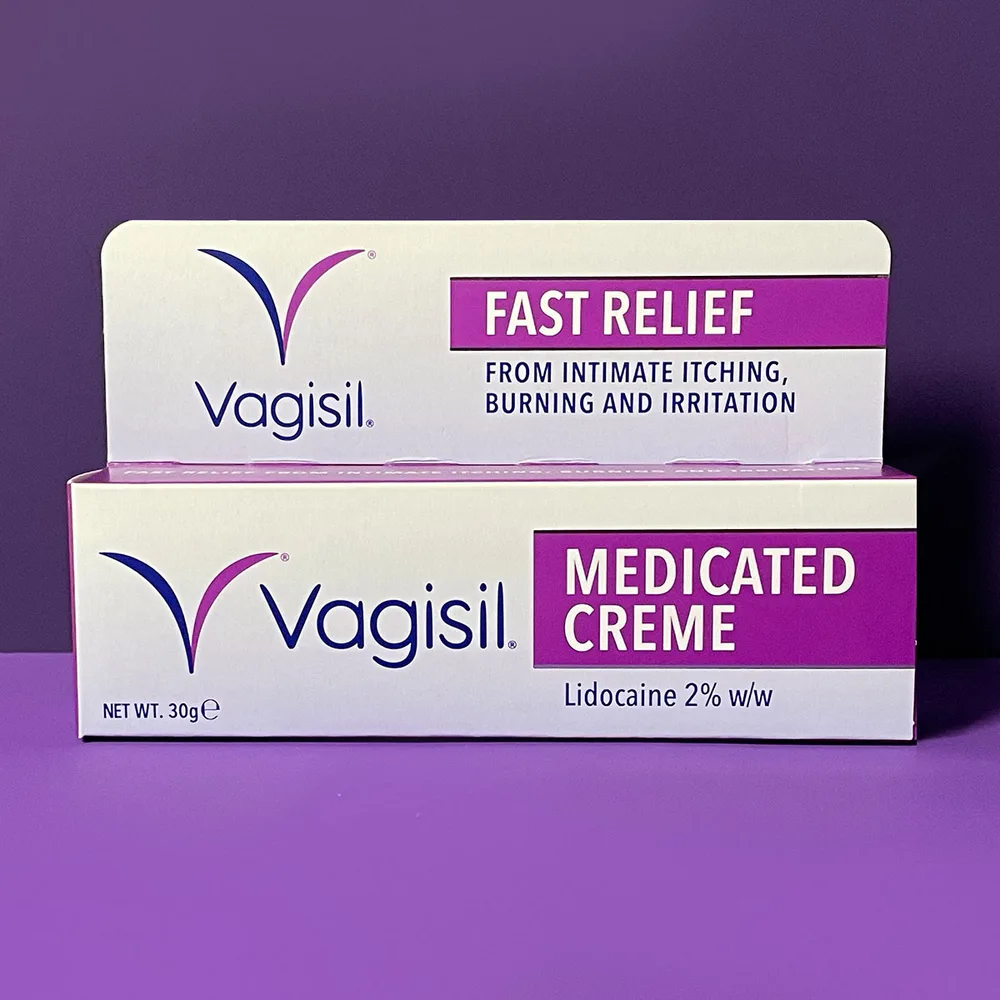 Vagisil®
FAST RELIEF
FROM INTIMATE ITCHING,
BURNING AND IRRITATION
Vagisil®
MEDICATED
CREME
Lidocaine 2% w/w
NET WT. 30g℮